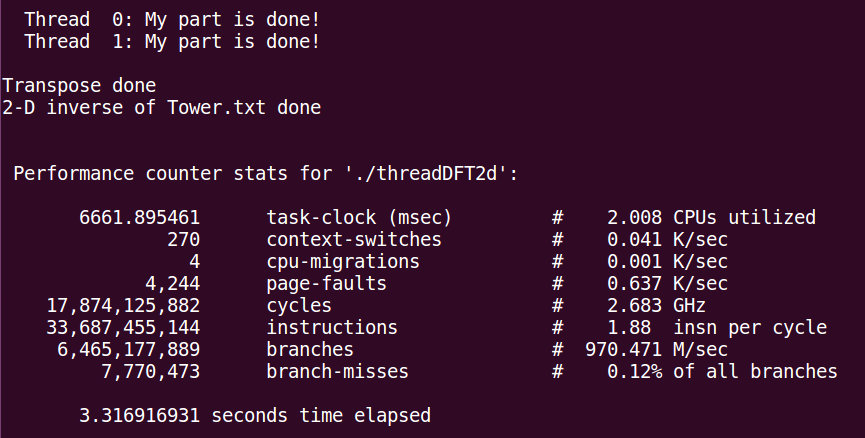 Thread  0: My part is done!
Thread  1: My part is done!
Transpose done
2-D inverse of Tower.txt done
Performance counter stats for './threadDFT2d':
6661.895461      task-clock (msec)         #    2.008 CPUs utilized
270      context-switches          #    0.041 K/sec
4      cpu-migrations            #    0.001 K/sec
4,244      page-faults               #    0.637 K/sec
17,874,125,882      cycles                    #    2.683 GHz
33,687,455,144      instructions              #    1.88  insn per cycle
6,465,177,889      branches                  #  970.471 M/sec
7,770,473      branch-misses             #    0.12% of all branches
3.316916931 seconds time elapsed